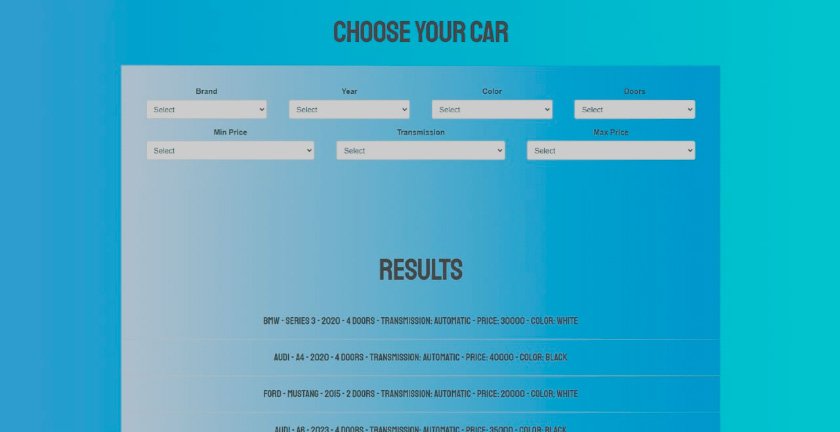 CHOOSE YOUR CAR
Brand Year Color Doors
Select Select Select Select
Min Price Transmission Max Price
Select Select Select
RESULTS
BMW - SERIES 3 - 2020 - 4 DOORS - TRANSMISSION: AUTOMATIC - PRICE: 30000 - COLOR: WHITE
AUDI - A4 - 2020 - 4 DOORS - TRANSMISSION: AUTOMATIC - PRICE: 40000 - COLOR: BLACK
FORD - MUSTANG - 2015 - 2 DOORS - TRANSMISSION: AUTOMATIC - PRICE: 20000 - COLOR: WHITE
AUDI - A6 - 2023 - 4 DOORS - TRANSMISSION: AUTOMATIC - PRICE: 35000 - COLOR: BLACK